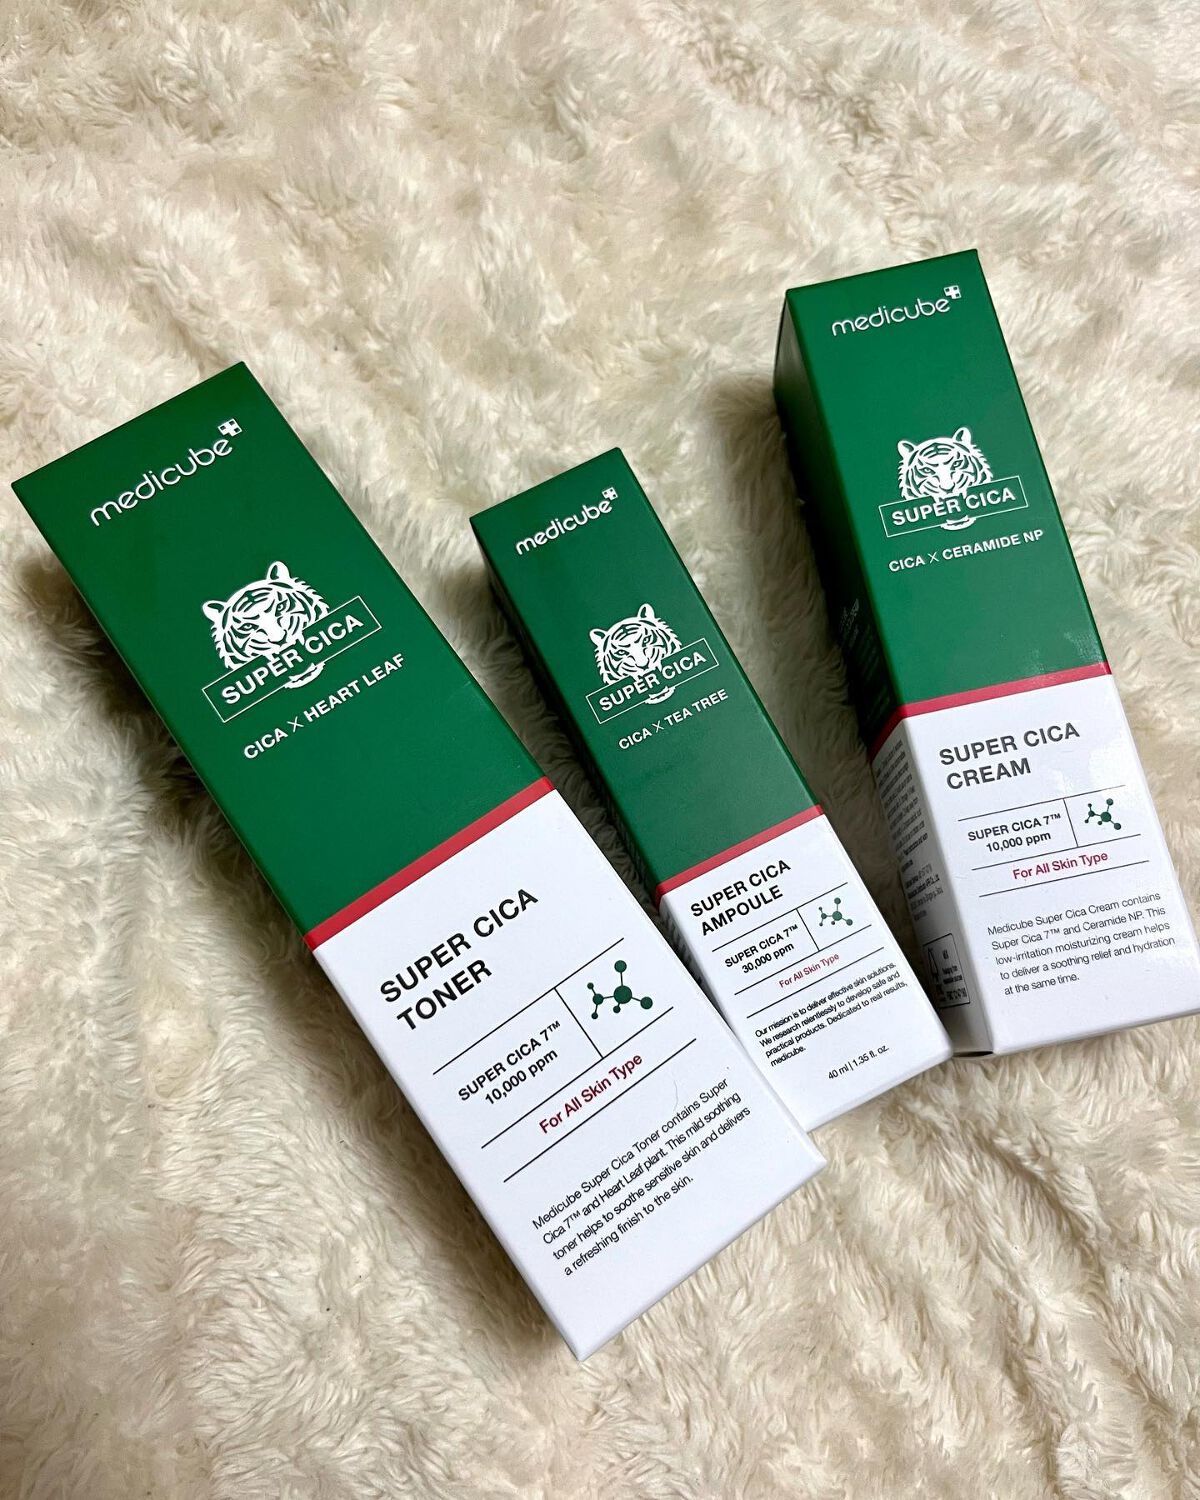 medicube
SUPER CICA
CICA X HEART LEAF
SUPER CICA
TONER
SUPER CICA 7™
10,000 ppm
For All Skin Type
Medicube Super Cica Toner contains Super
Cica 7™ and Heart Leaf plant. This mild soothing
toner helps to soothe sensitive skin and delivers
a refreshing finish to the skin.
medicube
SUPER CICA
CICA X TEA TREE
SUPER CICA
AMPOULE
SUPER CICA 7™
30,000 ppm
For All Skin Type
Our mission is to deliver effective skin solutions.
We research relentlessly to develop safe and
practical products. Dedicated to real results,
medicube.
40 ml | 1.35 fl. oz.
medicube
SUPER CICA
CICA X CERAMIDE NP
SUPER CICA
CREAM
SUPER CICA 7™
10,000 ppm
For All Skin Type
Medicube Super Cica Cream contains
Super Cica 7™ and Ceramide NP. This
low-irritation moisturizing cream helps
to deliver a soothing relief and hydration
at the same time.